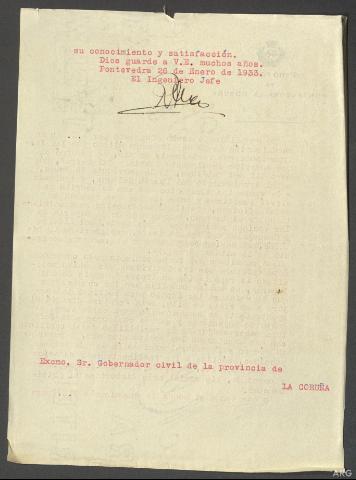 su conocimiento y satisfacción.
Dios guarde a V.E. muchos años.
Pontevedra 26 de Enero de 1933.
El Ingeniero Jefe
Excmo. Sr. Gobernador civil de la provincia de
LA CORUÑA
ARG